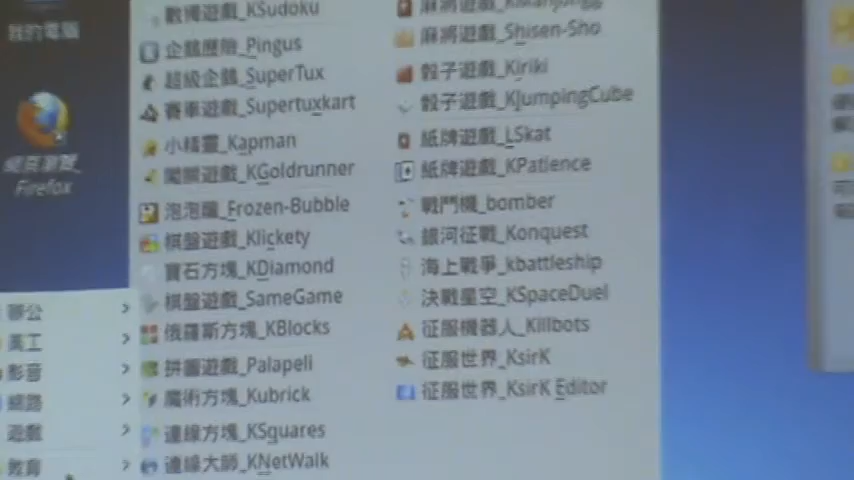 我的電腦
網頁瀏覽_
Firefox
數獨遊戲_KSudoku
企鵝歷險_Pingus
超級企鵝_SuperTux
賽車遊戲_Supertuxkart
小精靈_Kapman
闖關遊戲_KGoldrunner
泡泡龍_Frozen-Bubble
棋盤遊戲_Klickety
寶石方塊_KDiamond
棋盤遊戲_SameGame
俄羅斯方塊_KBlocks
拼圖遊戲_Palapeli
魔術方塊_Kubrick
連線方塊_KSquares
連線大師_KNetWalk
麻將遊戲_KMahjongg
麻將遊戲_Shisen-Sho
骰子遊戲_Kiriki
骰子遊戲_KJumpingCube
紙牌遊戲_LSkat
紙牌遊戲_KPatience
戰鬥機_bomber
銀河征戰_Konquest
海上戰爭_kbattleship
決戰星空_KSpaceDuel
征服機器人_Killbots
征服世界_KsirK
征服世界_KsirK Editor
辦公
美工
影音
網路
遊戲
教育